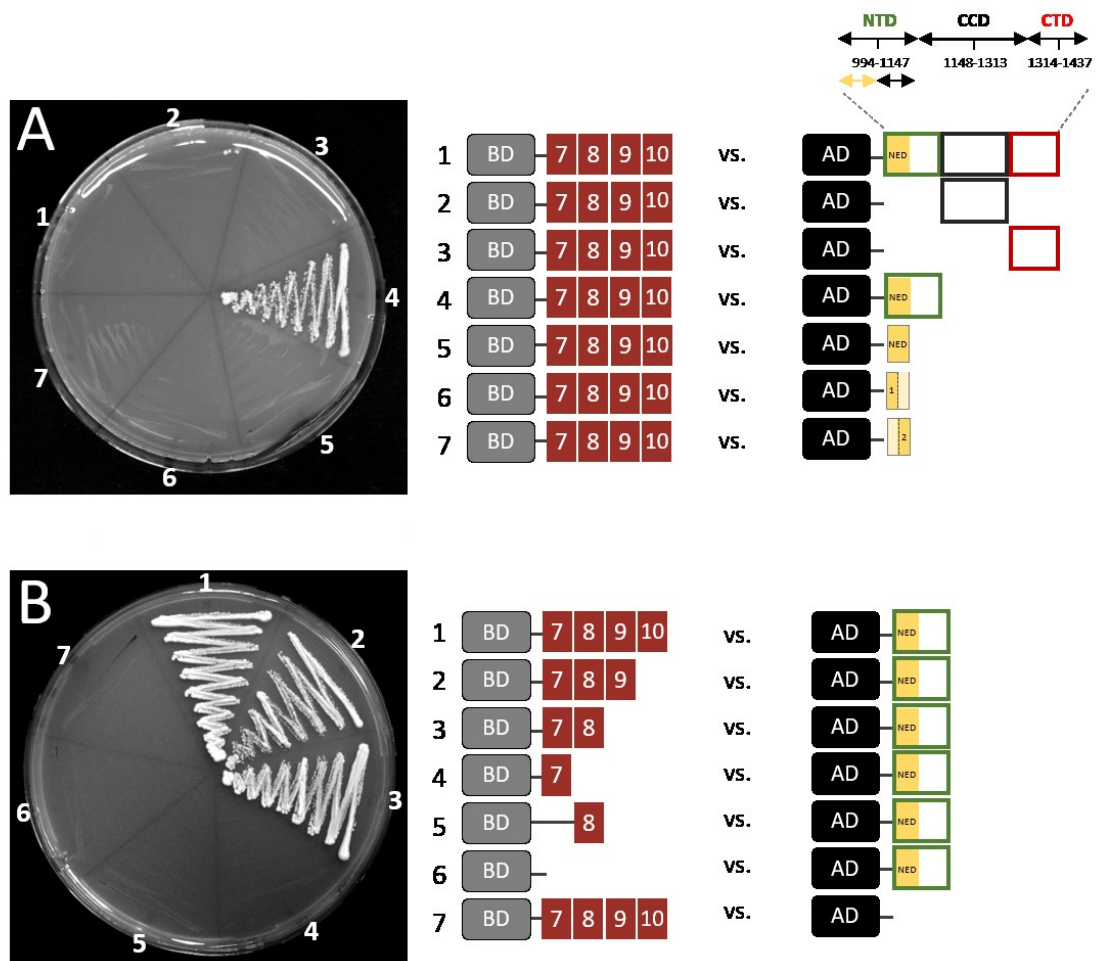 NTD CCD CTD
994-1147 1148-1313 1314-1437
A
2
3
1
4
7
5
6
1 BD 7 8 9 10 vs. AD NED
2 BD 7 8 9 10 vs. AD
3 BD 7 8 9 10 vs. AD
4 BD 7 8 9 10 vs. AD NED
5 BD 7 8 9 10 vs. AD NED
6 BD 7 8 9 10 vs. AD 1
7 BD 7 8 9 10 vs. AD 2
B
1
2
7
3
6
4
5
1 BD 7 8 9 10 vs. AD NED
2 BD 7 8 9 vs. AD NED
3 BD 7 8 vs. AD NED
4 BD 7 vs. AD NED
5 BD 8 vs. AD NED
6 BD vs. AD NED
7 BD 7 8 9 10 vs. AD